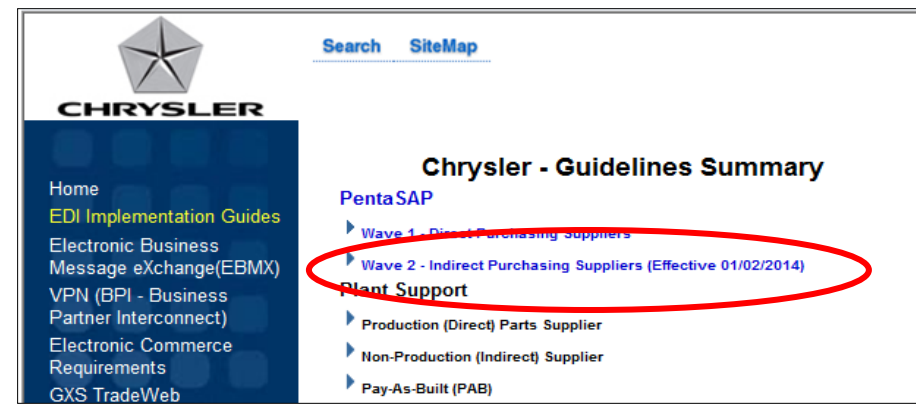 Search SiteMap
CHRYSLER
Home
EDI Implementation Guides
Electronic Business
Message eXchange(EBMX)
VPN (BPI - Business
Partner Interconnect)
Electronic Commerce
Requirements
GXS TradeWeb
Chrysler - Guidelines Summary
PentaSAP
Wave 1 - Direct Purchasing Suppliers
Wave 2 - Indirect Purchasing Suppliers (Effective 01/02/2014)
Plant Support
Production (Direct) Parts Supplier
Non-Production (Indirect) Supplier
Pay-As-Built (PAB)